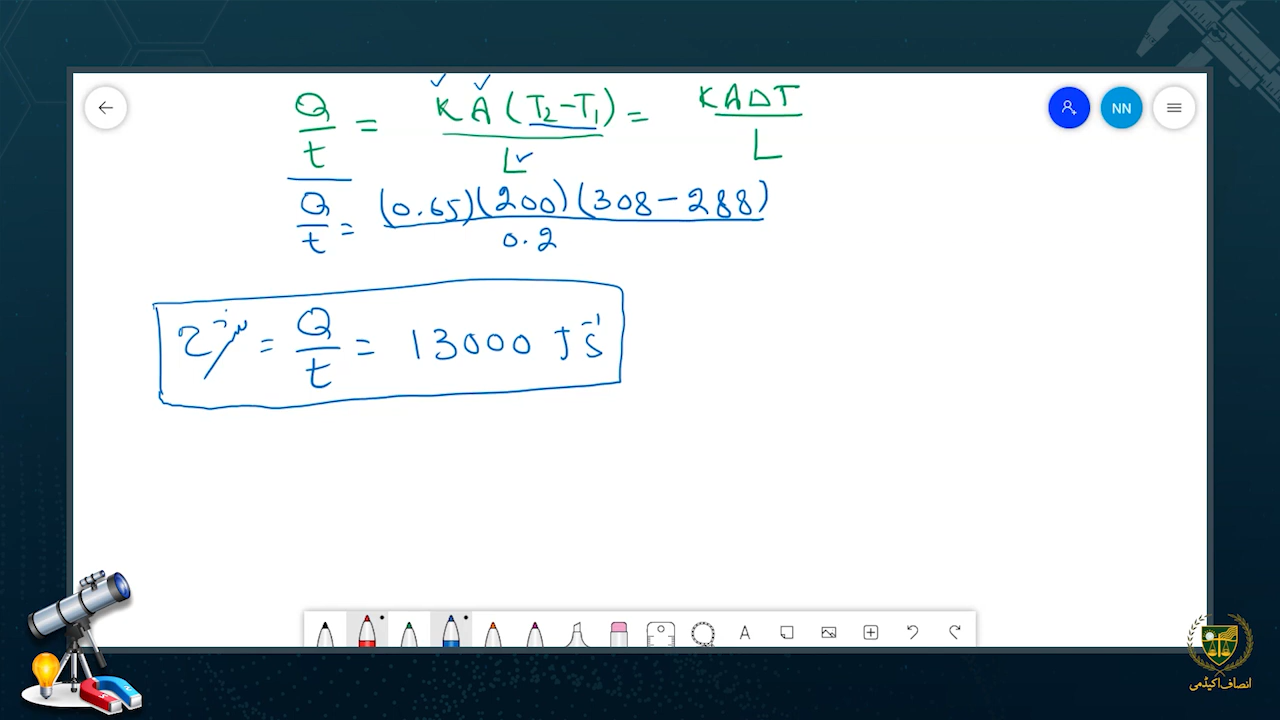 NN
Q/t = KA(T₂-T₁)/L = KAΔT/L
Q/t = (0.65)(200)(308-288)/0.2
= Q/t = 13000 Js⁻¹
A
انصاف اکیڈمی